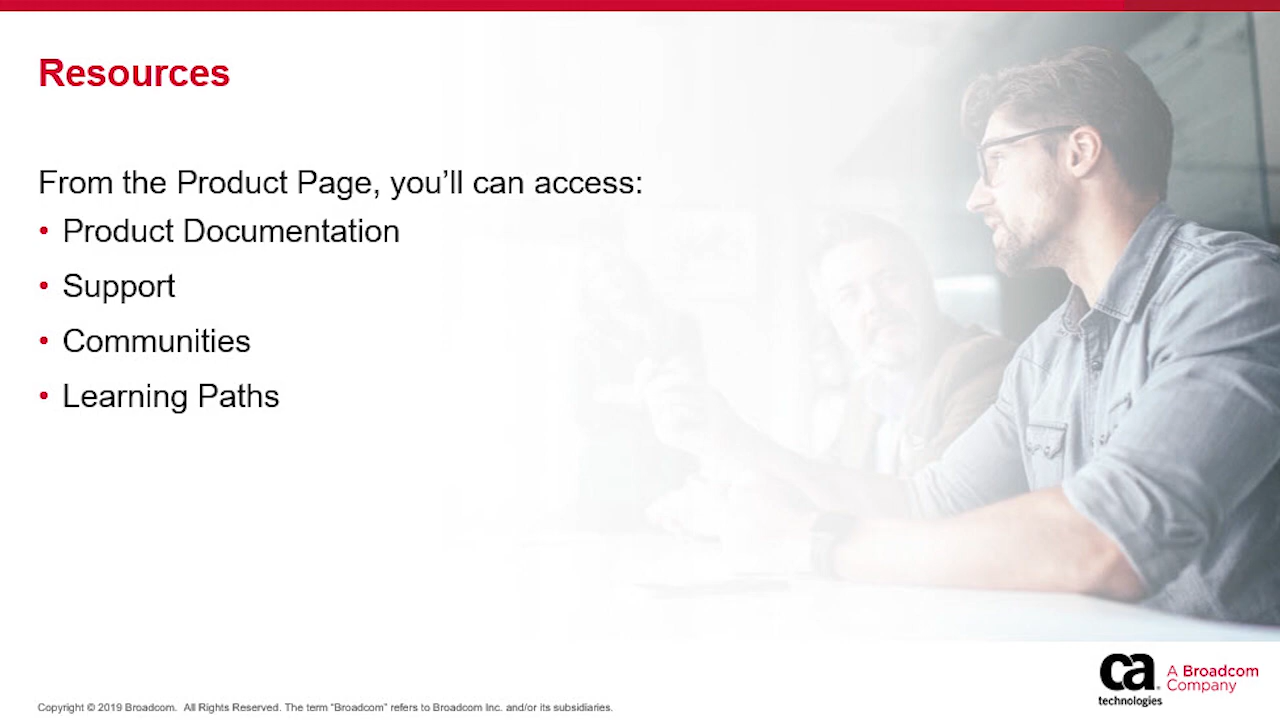 Resources
From the Product Page, you’ll can access:
• Product Documentation
• Support
• Communities
• Learning Paths
ca technologies
A Broadcom Company
Copyright © 2019 Broadcom. All Rights Reserved. The term “Broadcom” refers to Broadcom Inc. and/or its subsidiaries.